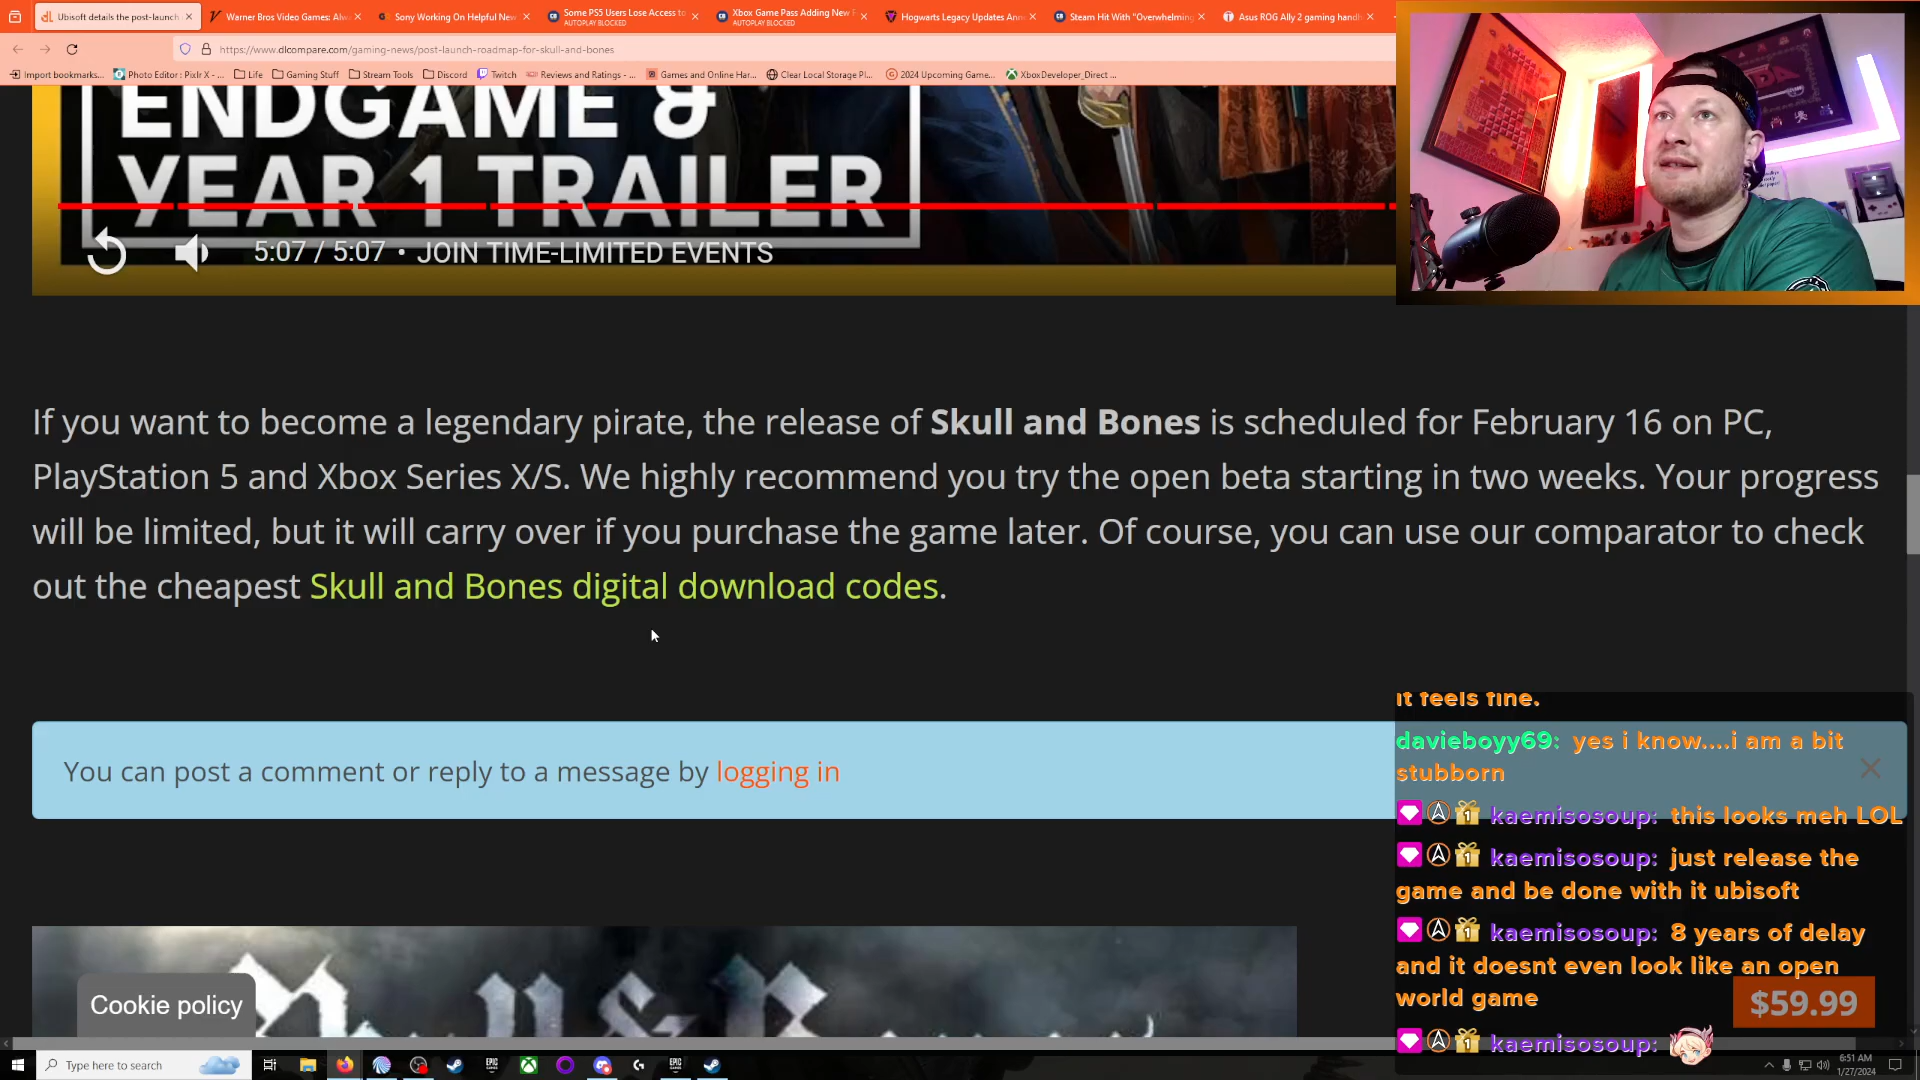 Ubisoft details the post-launch
Warner Bros Video Games: Alw
Sony Working On Helpful New
Some PS5 Users Lose Access to
AUTOPLAY BLOCKED
Xbox Game Pass Adding New F
AUTOPLAY BLOCKED
Hogwarts Legacy Updates Ann
Steam Hit With "Overwhelming
Asus ROG Ally 2 gaming handh
https://www.dlcompare.com/gaming-news/post-launch-roadmap-for-skull-and-bones
Import bookmarks...
Photo Editor : Pixlr X - ...
Life
Gaming Stuff
Stream Tools
Discord
Twitch
Reviews and Ratings - ...
Games and Online Har...
Clear Local Storage Pl...
2024 Upcoming Game...
XboxDeveloper_Direct ...
ENDGAME &
YEAR 1 TRAILER
5:07 / 5:07 • JOIN TIME-LIMITED EVENTS
If you want to become a legendary pirate, the release of Skull and Bones is scheduled for February 16 on PC,
PlayStation 5 and Xbox Series X/S. We highly recommend you try the open beta starting in two weeks. Your progress
will be limited, but it will carry over if you purchase the game later. Of course, you can use our comparator to check
out the cheapest Skull and Bones digital download codes.
You can post a comment or reply to a message by logging in
it feels fine.
davieboyy69: yes i know....i am a bit
stubborn
kaemisosoup: this looks meh LOL
kaemisosoup: just release the
game and be done with it ubisoft
kaemisosoup: 8 years of delay
and it doesnt even look like an open
world game
kaemisosoup:
$59.99
Cookie policy
Type here to search
6:51 AM
1/27/2024